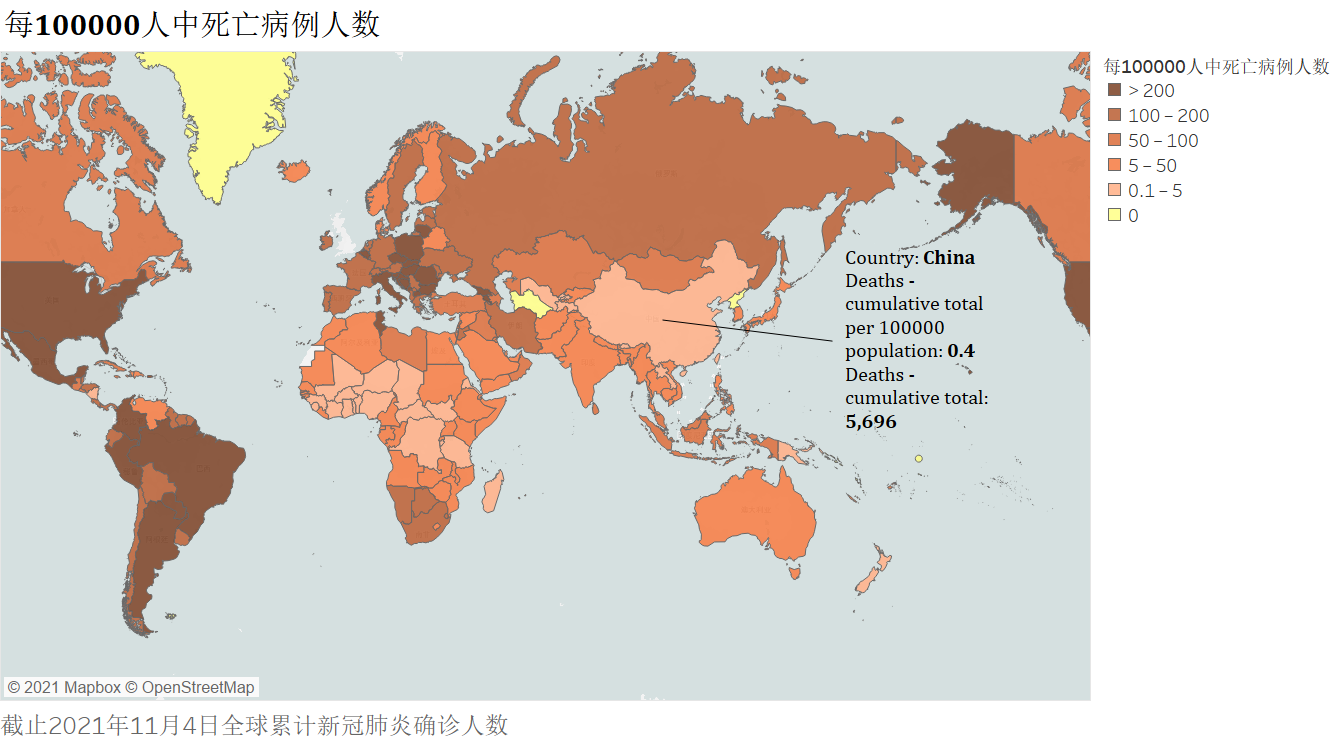 每100000人中死亡病例人数
每100000人中死亡病例人数
> 200
100 – 200
50 – 100
5 – 50
0.1 – 5
0
Country: China
Deaths -
cumulative total
per 100000
population: 0.4
Deaths -
cumulative total:
5,696
© 2021 Mapbox © OpenStreetMap
截止2021年11月4日全球累计新冠肺炎确诊人数